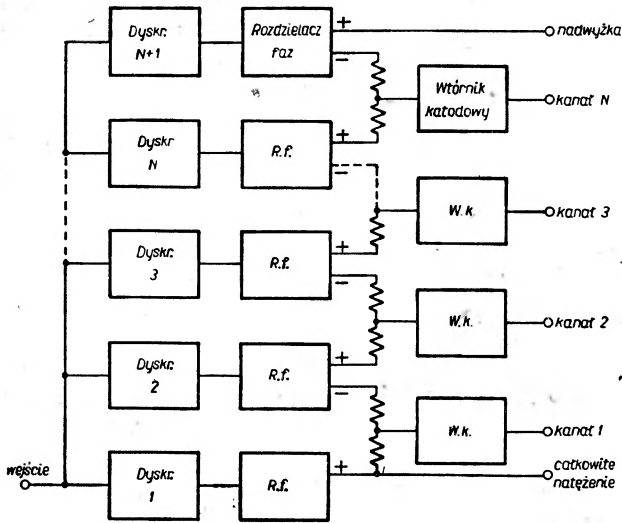 Dyskr. N+1
Rozdzielacz faz
+
−
nadwyżka
Wtórnik katodowy
kanał N
Dyskr N
R.f.
+
−
W.k.
kanał 3
Dyskr. 3
R.f.
+
−
W.k.
kanał 2
Dyskr. 2
R.f.
+
−
W.k.
kanał 1
wejście
Dyskr. 1
R.f.
+
całkowite natężenie